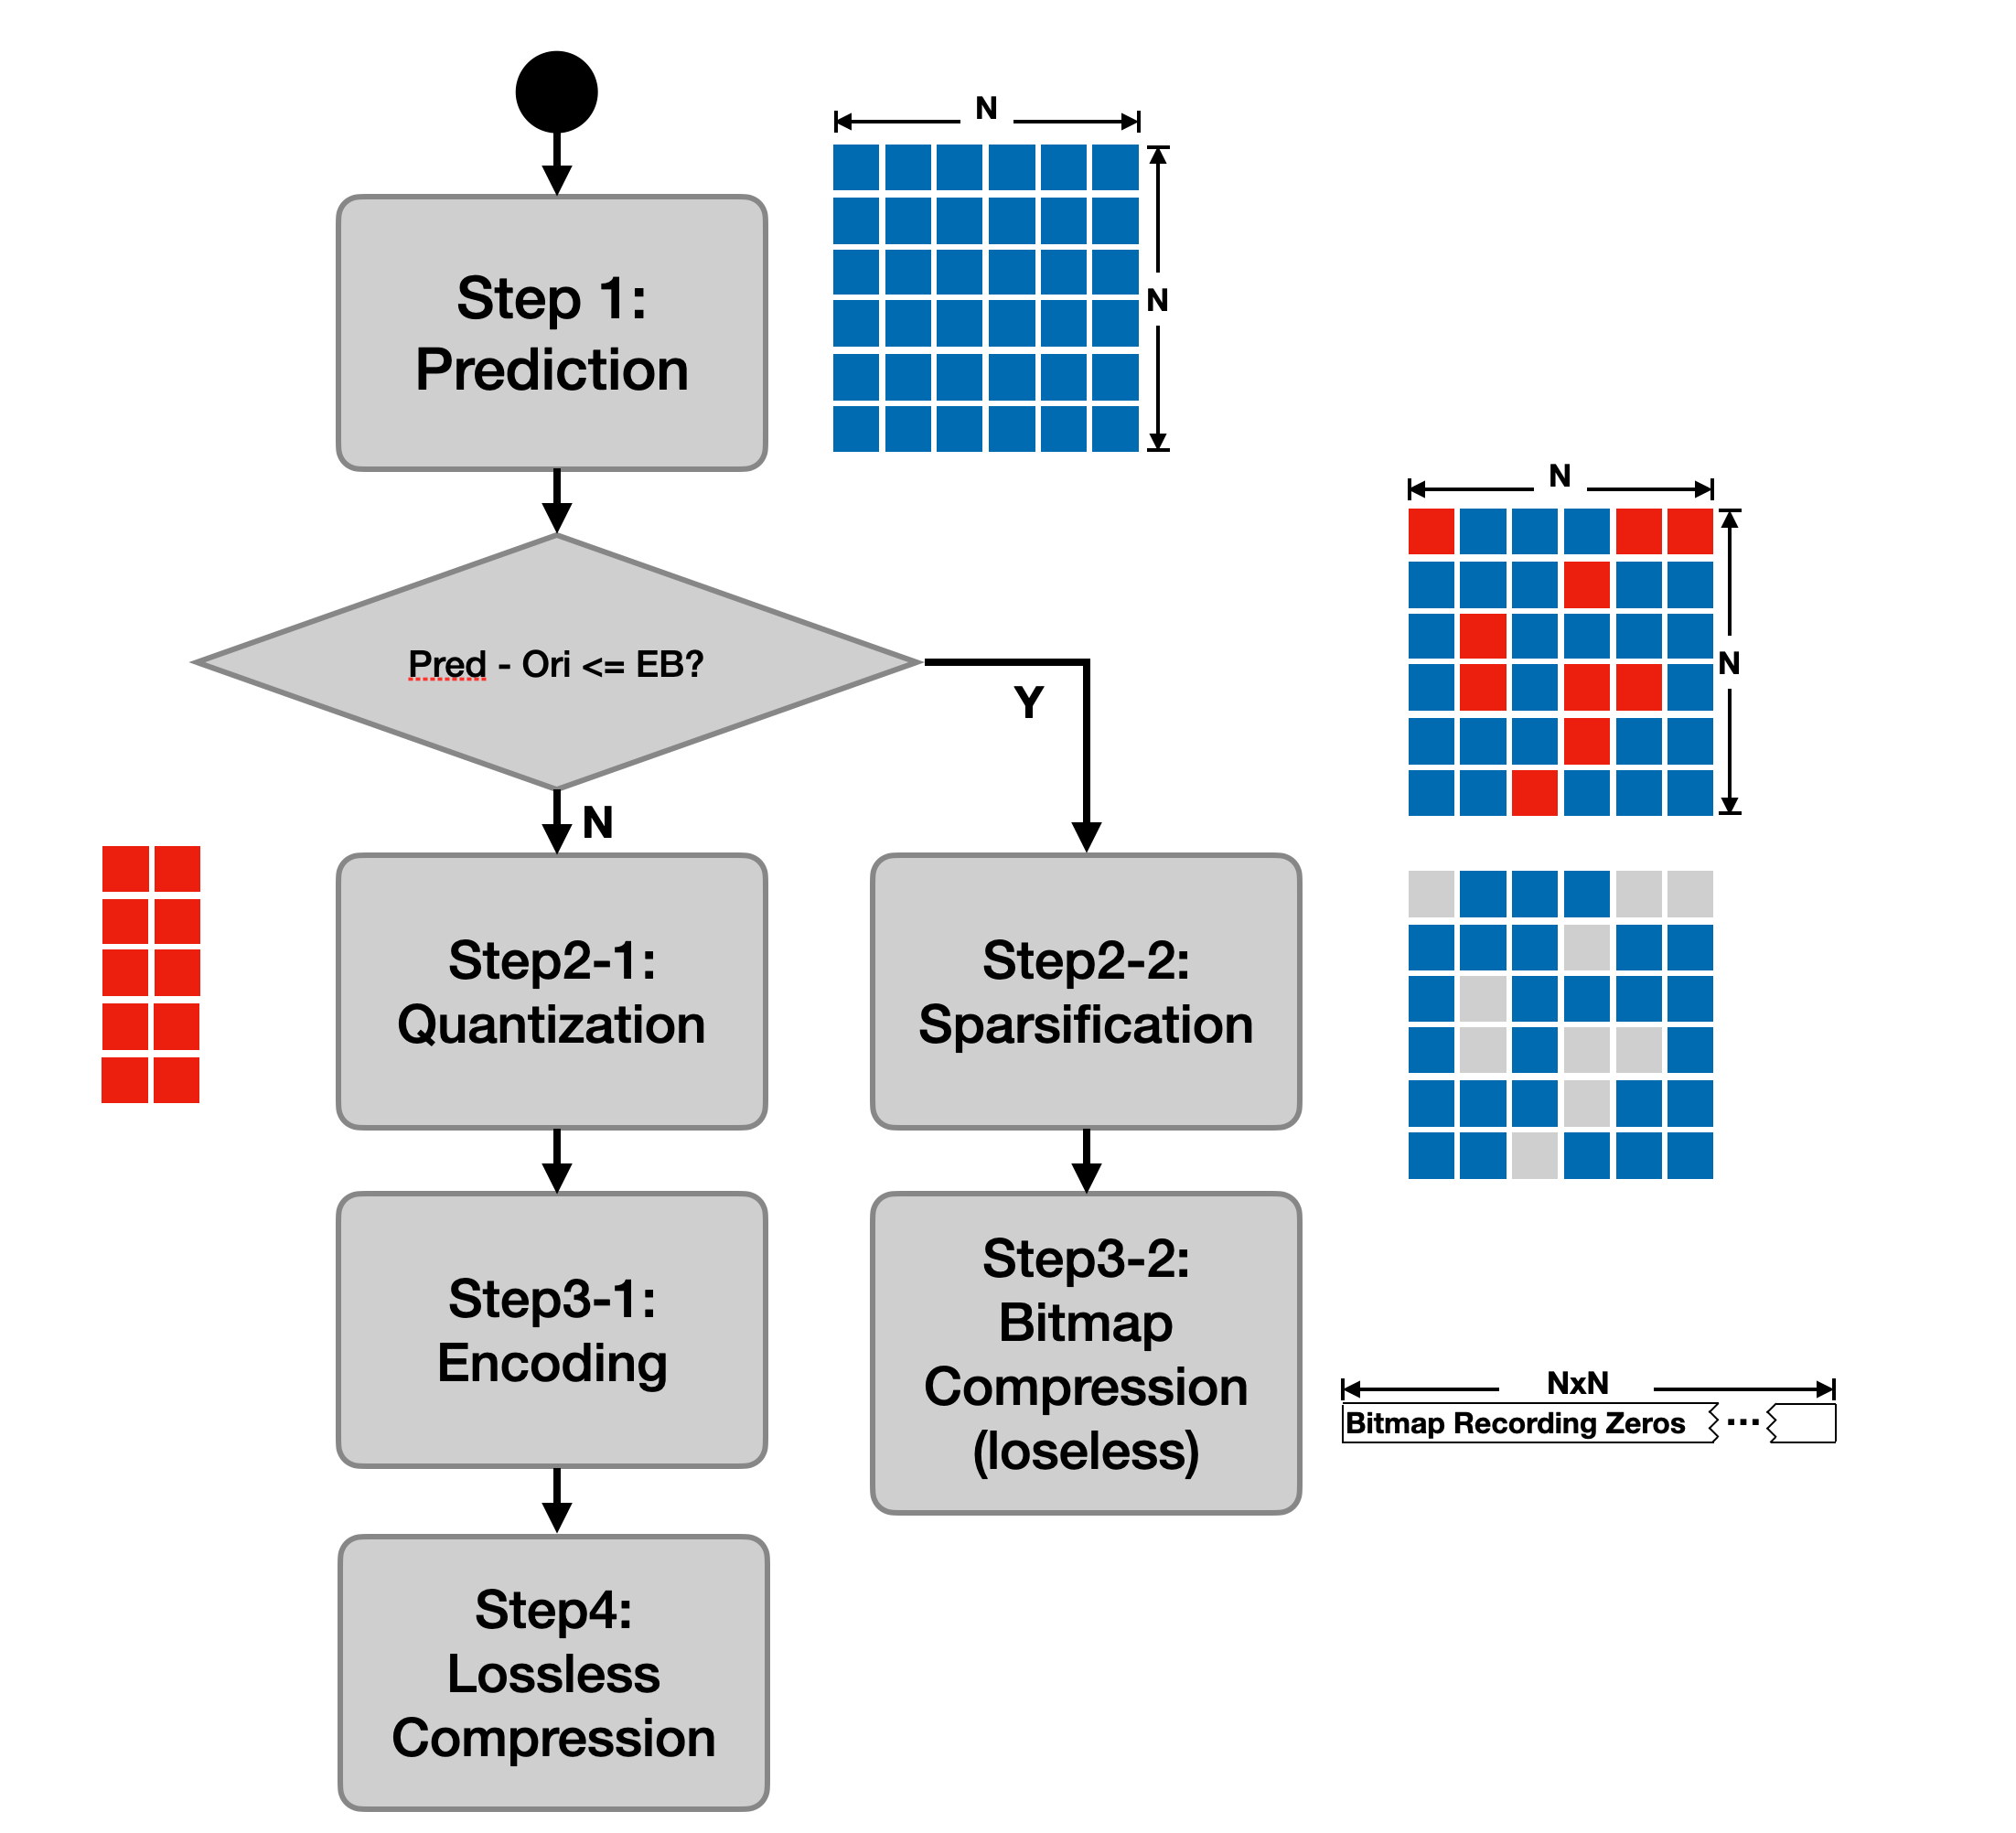 N
Step 1:
Prediction
N
N
Pred - Ori <= EB?
N
Y
N
Step2-1:
Quantization
Step2-2:
Sparsification
Step3-1:
Encoding
Step3-2:
Bitmap
Compression
(loseless)
NxN
Bitmap Recording Zeros ...
Step4:
Lossless
Compression